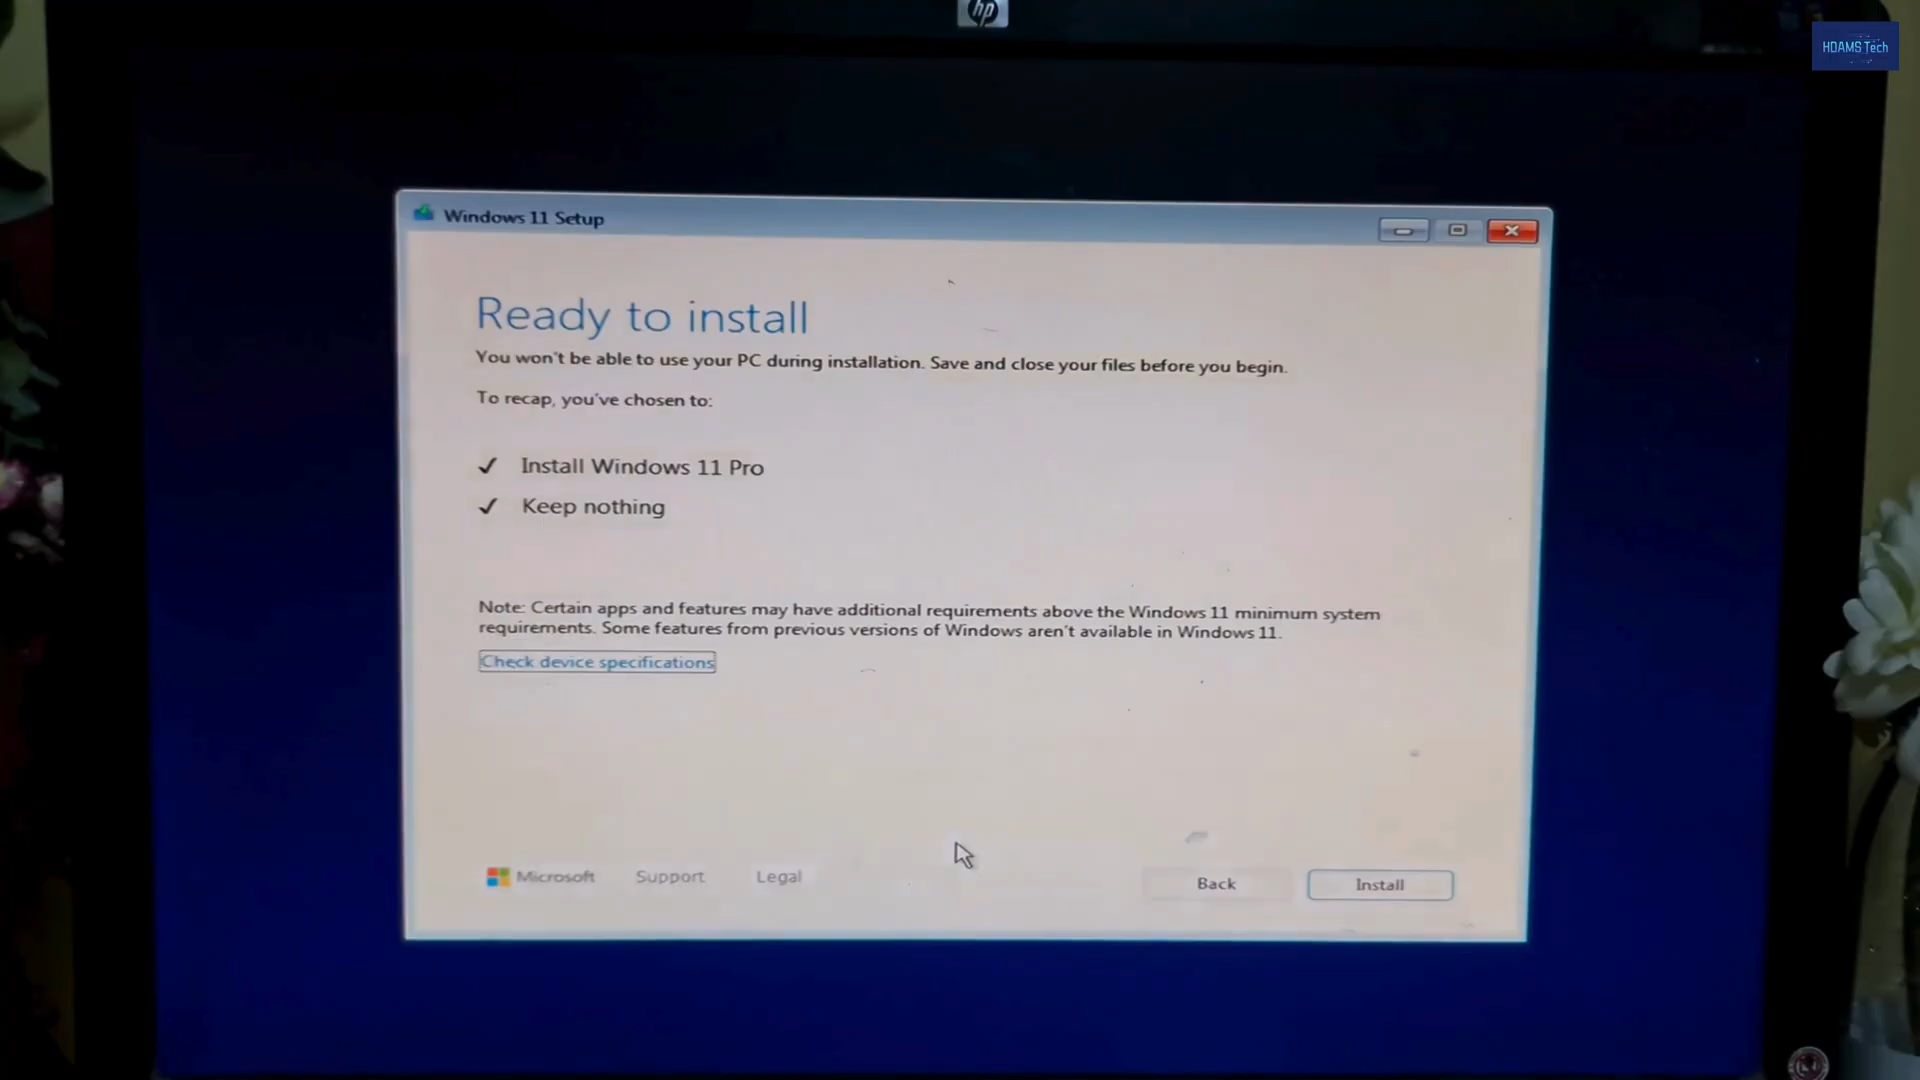 hp
HDAMS Tech
Windows 11 Setup
Ready to install
You won't be able to use your PC during installation. Save and close your files before you begin.
To recap, you've chosen to:
✓ Install Windows 11 Pro
✓ Keep nothing
Note: Certain apps and features may have additional requirements above the Windows 11 minimum system
requirements. Some features from previous versions of Windows aren't available in Windows 11.
Check device specifications
Microsoft Support Legal Back Install